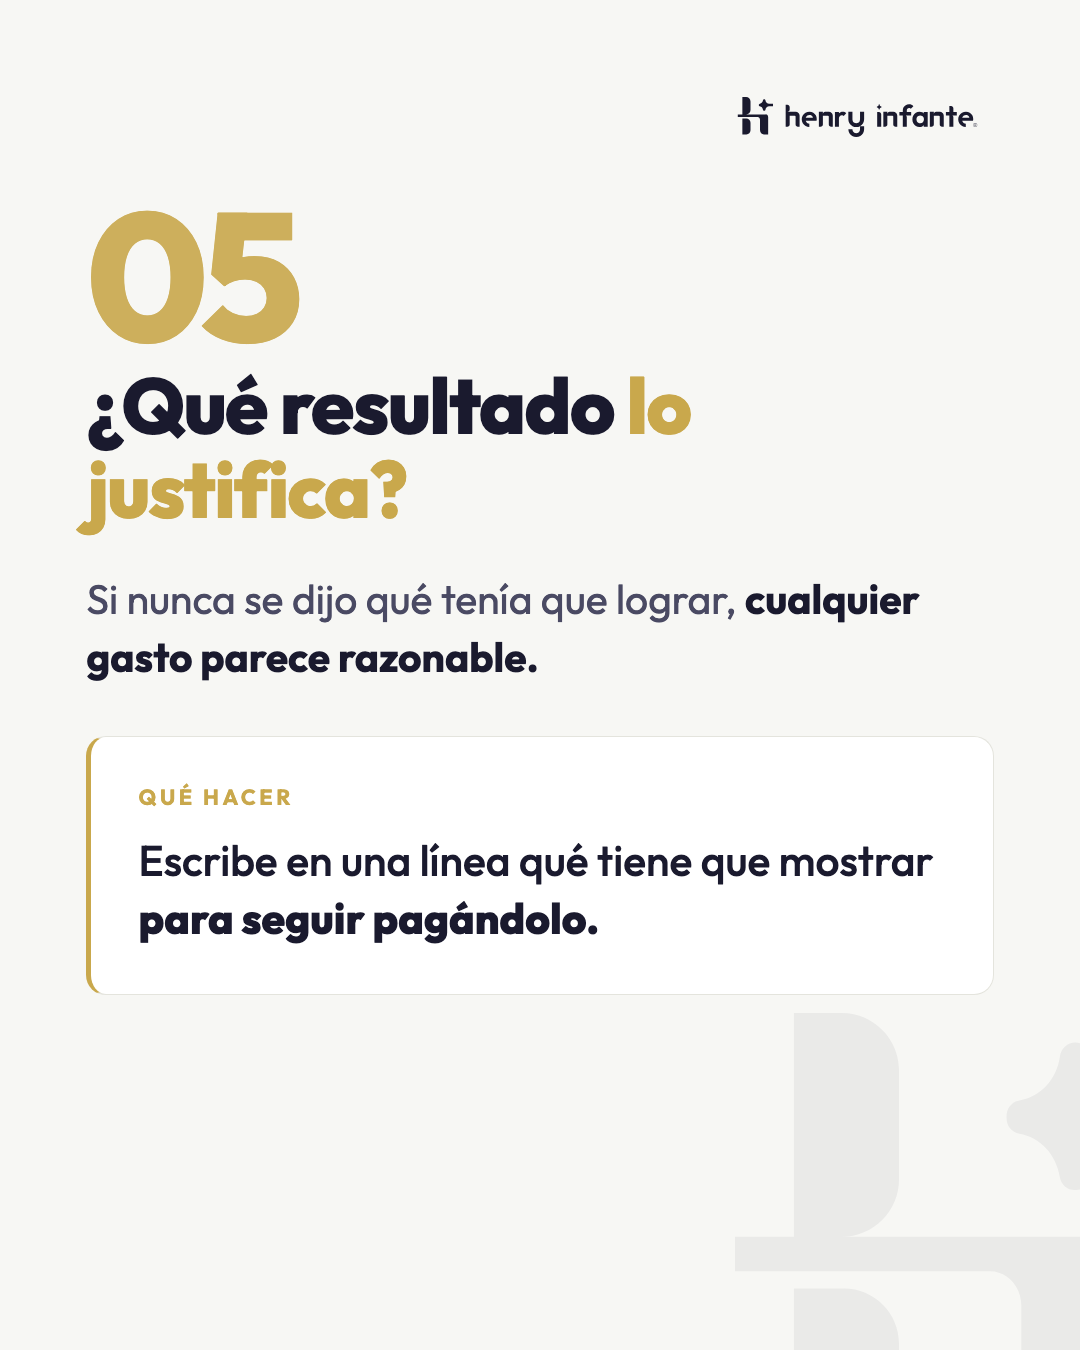 henry infante
05
¿Qué resultado lo
justifica?
Si nunca se dijo qué tenía que lograr, cualquier
gasto parece razonable.
QUÉ HACER
Escribe en una línea qué tiene que mostrar
para seguir pagándolo.